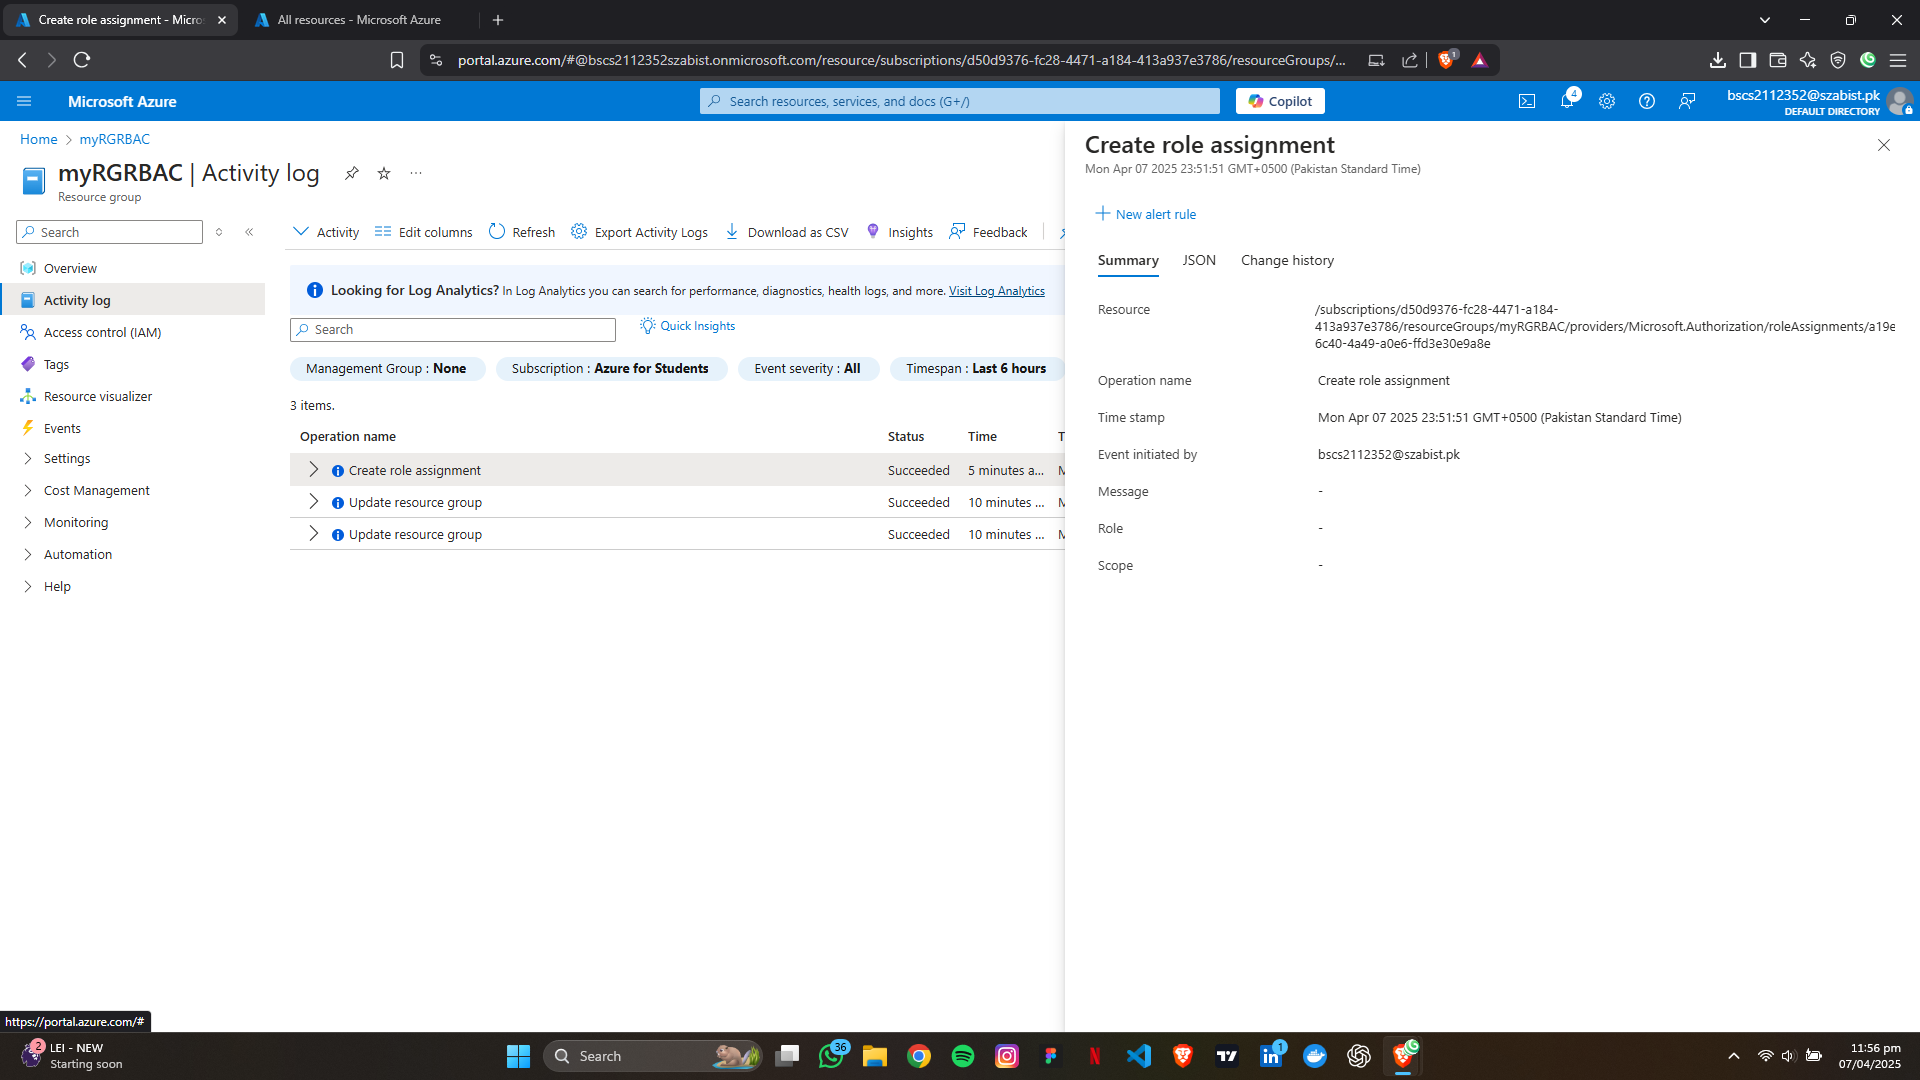 Create role assignment - Micro
All resources - Microsoft Azure
portal.azure.com/#@bscs2112352szabist.onmicrosoft.com/resource/subscriptions/d50d9376-fc28-4471-a184-413a937e3786/resourceGroups/...
1
Microsoft Azure
Search resources, services, and docs (G+/)
Copilot
4
bscs2112352@szabist.pk
DEFAULT DIRECTORY
Home > myRGRBAC
myRGRBAC | Activity log
Resource group
Search
Overview
Activity log
Access control (IAM)
Tags
Resource visualizer
Events
Settings
Cost Management
Monitoring
Automation
Help
Activity
Edit columns
Refresh
Export Activity Logs
Download as CSV
Insights
Feedback
Looking for Log Analytics? In Log Analytics you can search for performance, diagnostics, health logs, and more. Visit Log Analytics
Search
Quick Insights
Management Group : None
Subscription : Azure for Students
Event severity : All
Timespan : Last 6 hours
3 items.
Operation name Status Time T
Create role assignment Succeeded 5 minutes a... M
Update resource group Succeeded 10 minutes ... M
Update resource group Succeeded 10 minutes ... M
Create role assignment
Mon Apr 07 2025 23:51:51 GMT+0500 (Pakistan Standard Time)
New alert rule
Summary JSON Change history
Resource
/subscriptions/d50d9376-fc28-4471-a184-
413a937e3786/resourceGroups/myRGRBAC/providers/Microsoft.Authorization/roleAssignments/a19e
6c40-4a49-a0e6-ffd3e30e9a8e
Operation name Create role assignment
Time stamp Mon Apr 07 2025 23:51:51 GMT+0500 (Pakistan Standard Time)
Event initiated by bscs2112352@szabist.pk
Message -
Role -
Scope -
https://portal.azure.com/#
2
LEI - NEW
Starting soon
Search
36
1
11:56 pm
07/04/2025